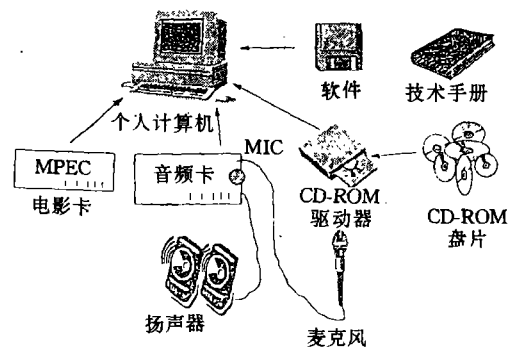 软件
技术手册
个人计算机
MIC
MPEC
音频卡
电影卡
CD-ROM
驱动器
CD-ROM
盘片
扬声器
麦克风